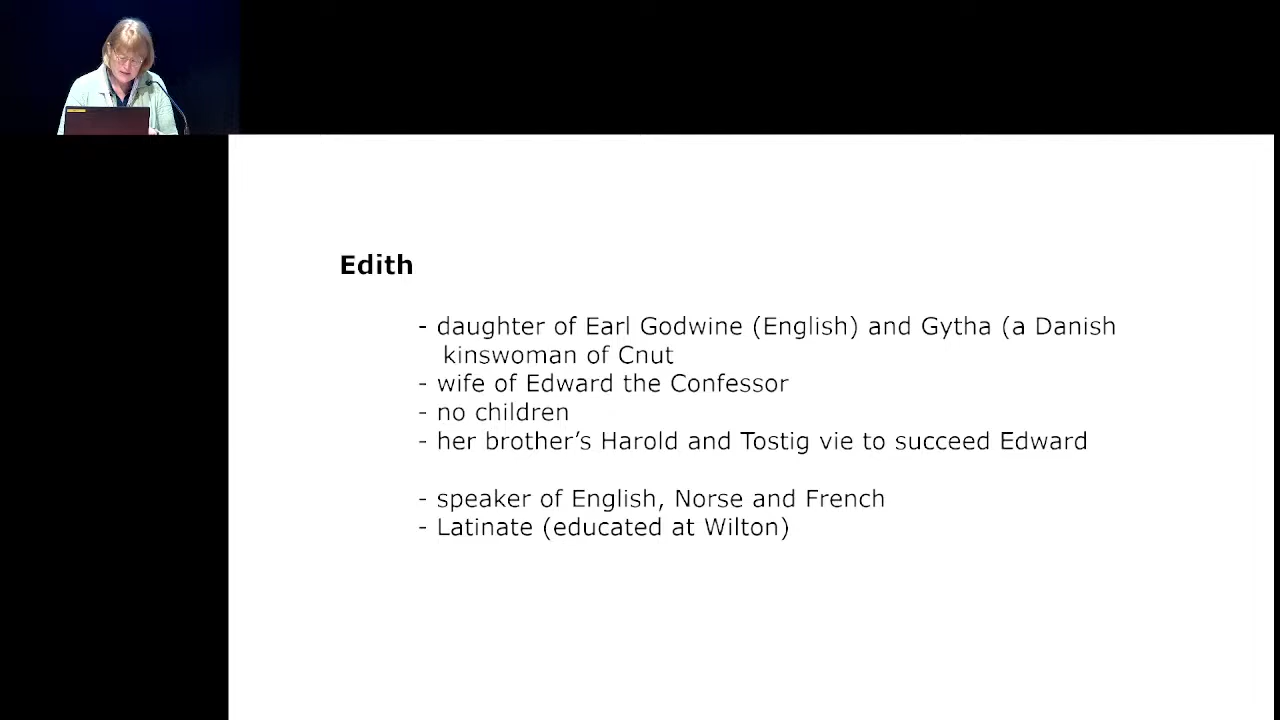 Edith
- daughter of Earl Godwine (English) and Gytha (a Danish
kinswoman of Cnut
- wife of Edward the Confessor
- no children
- her brother's Harold and Tostig vie to succeed Edward
- speaker of English, Norse and French
- Latinate (educated at Wilton)